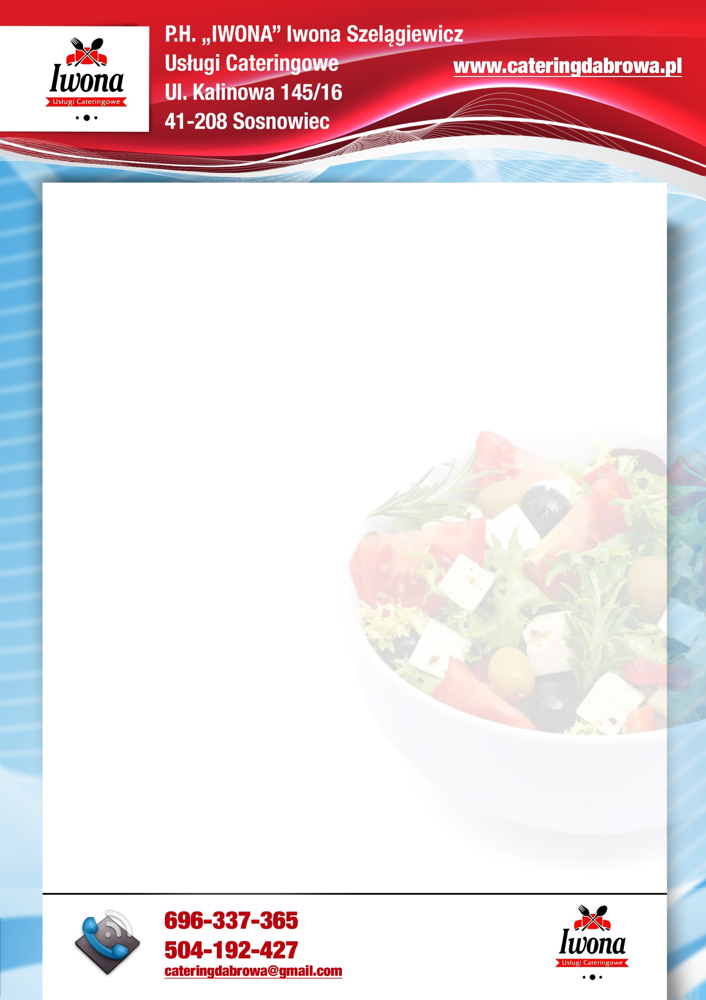 Iwona
Usługi Cateringowe
P.H. „IWONA” Iwona Szelągiewicz
Usługi Cateringowe
Ul. Kalinowa 145/16
41-208 Sosnowiec
www.cateringdabrowa.pl
696-337-365
504-192-427
cateringdabrowa@gmail.com
Iwona
Usługi Cateringowe